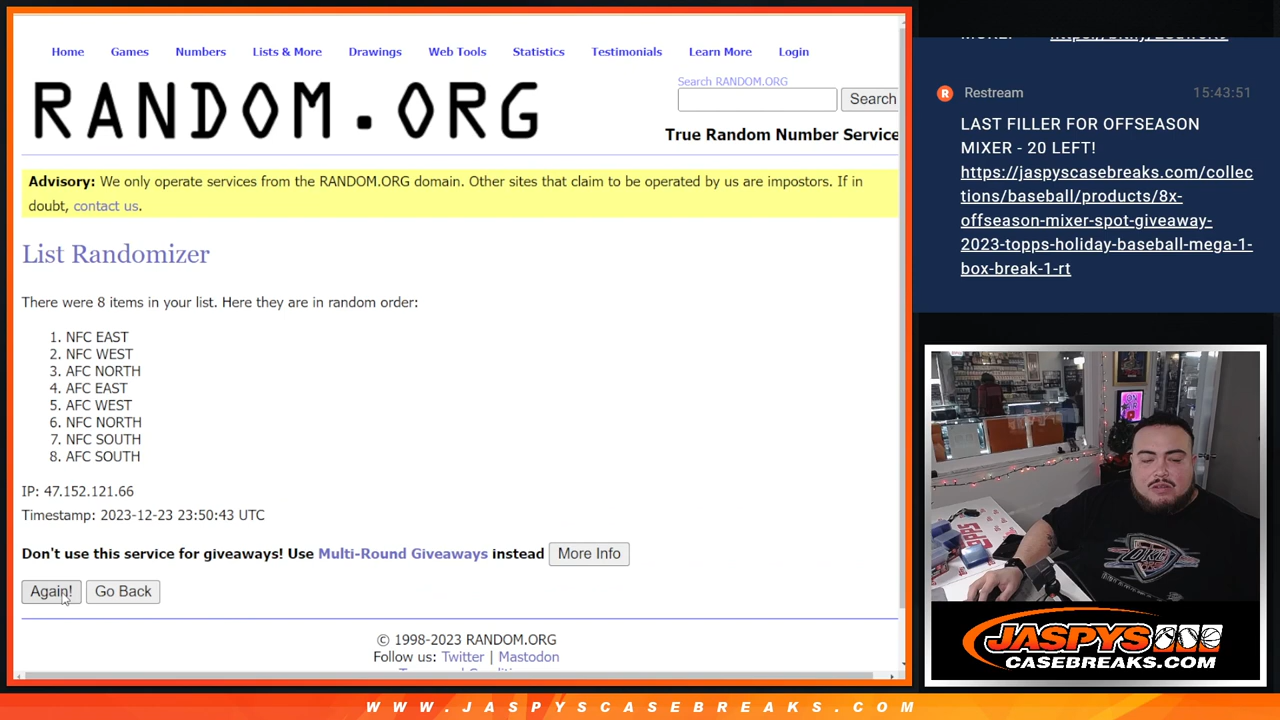 Home Games Numbers Lists & More Drawings Web Tools Statistics Testimonials Learn More Login
RANDOM.ORG
Search RANDOM.ORG
Search
True Random Number Service
Advisory: We only operate services from the RANDOM.ORG domain. Other sites that claim to be operated by us are impostors. If in
doubt, contact us.
List Randomizer
There were 8 items in your list. Here they are in random order:
1. NFC EAST
2. NFC WEST
3. AFC NORTH
4. AFC EAST
5. AFC WEST
6. NFC NORTH
7. NFC SOUTH
8. AFC SOUTH
IP: 47.152.121.66
Timestamp: 2023-12-23 23:50:43 UTC
Don't use this service for giveaways! Use Multi-Round Giveaways instead More Info
Again! Go Back
© 1998-2023 RANDOM.ORG
Follow us: Twitter | Mastodon
Restream 15:43:51
LAST FILLER FOR OFFSEASON
MIXER - 20 LEFT!
https://jaspyscasebreaks.com/collec
tions/baseball/products/8x-
offseason-mixer-spot-giveaway-
2023-topps-holiday-baseball-mega-1-
box-break-1-rt
JASPYS
CASEBREAKS.COM
WWW.JASPYSCASEBREAKS.COM